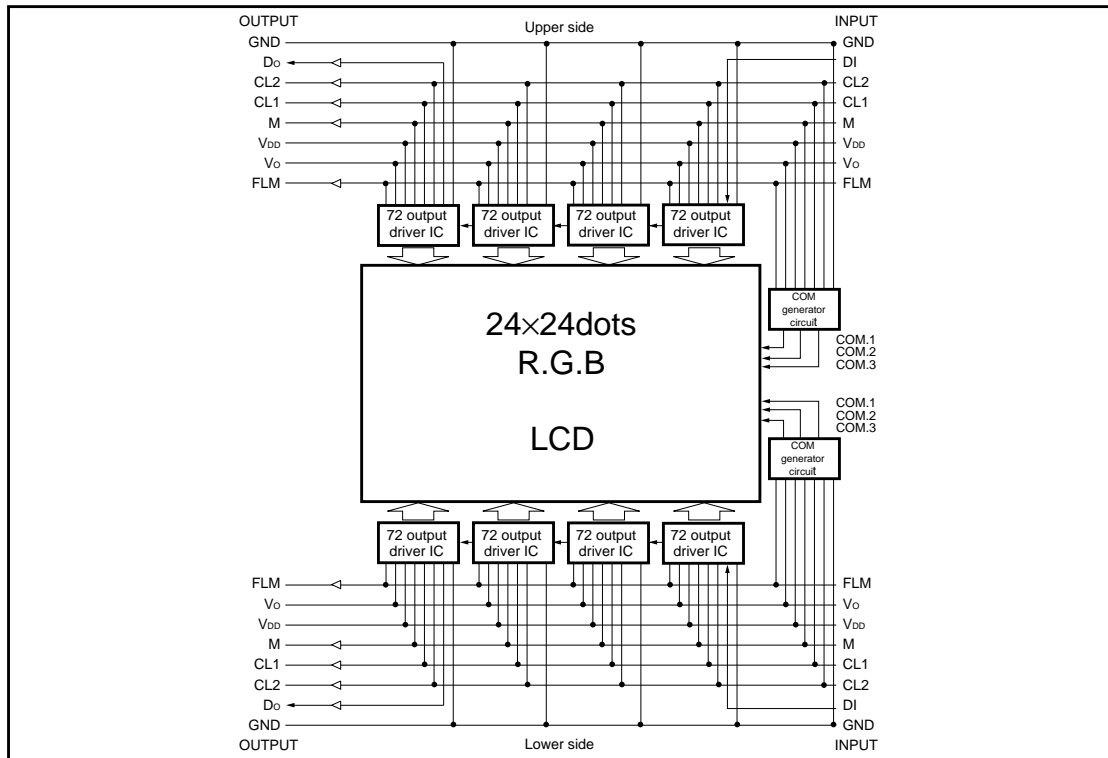 OUTPUT Upper side INPUT
GND GND
Do DI
CL2 CL2
CL1 CL1
M M
VDD VDD
Vo Vo
FLM FLM
72 output driver IC
72 output driver IC
72 output driver IC
72 output driver IC
24×24dots
R.G.B
LCD
COM generator circuit
COM.1
COM.2
COM.3
COM.1
COM.2
COM.3
COM generator circuit
72 output driver IC
72 output driver IC
72 output driver IC
72 output driver IC
FLM FLM
Vo Vo
VDD VDD
M M
CL1 CL1
CL2 CL2
Do DI
GND GND
OUTPUT Lower side INPUT